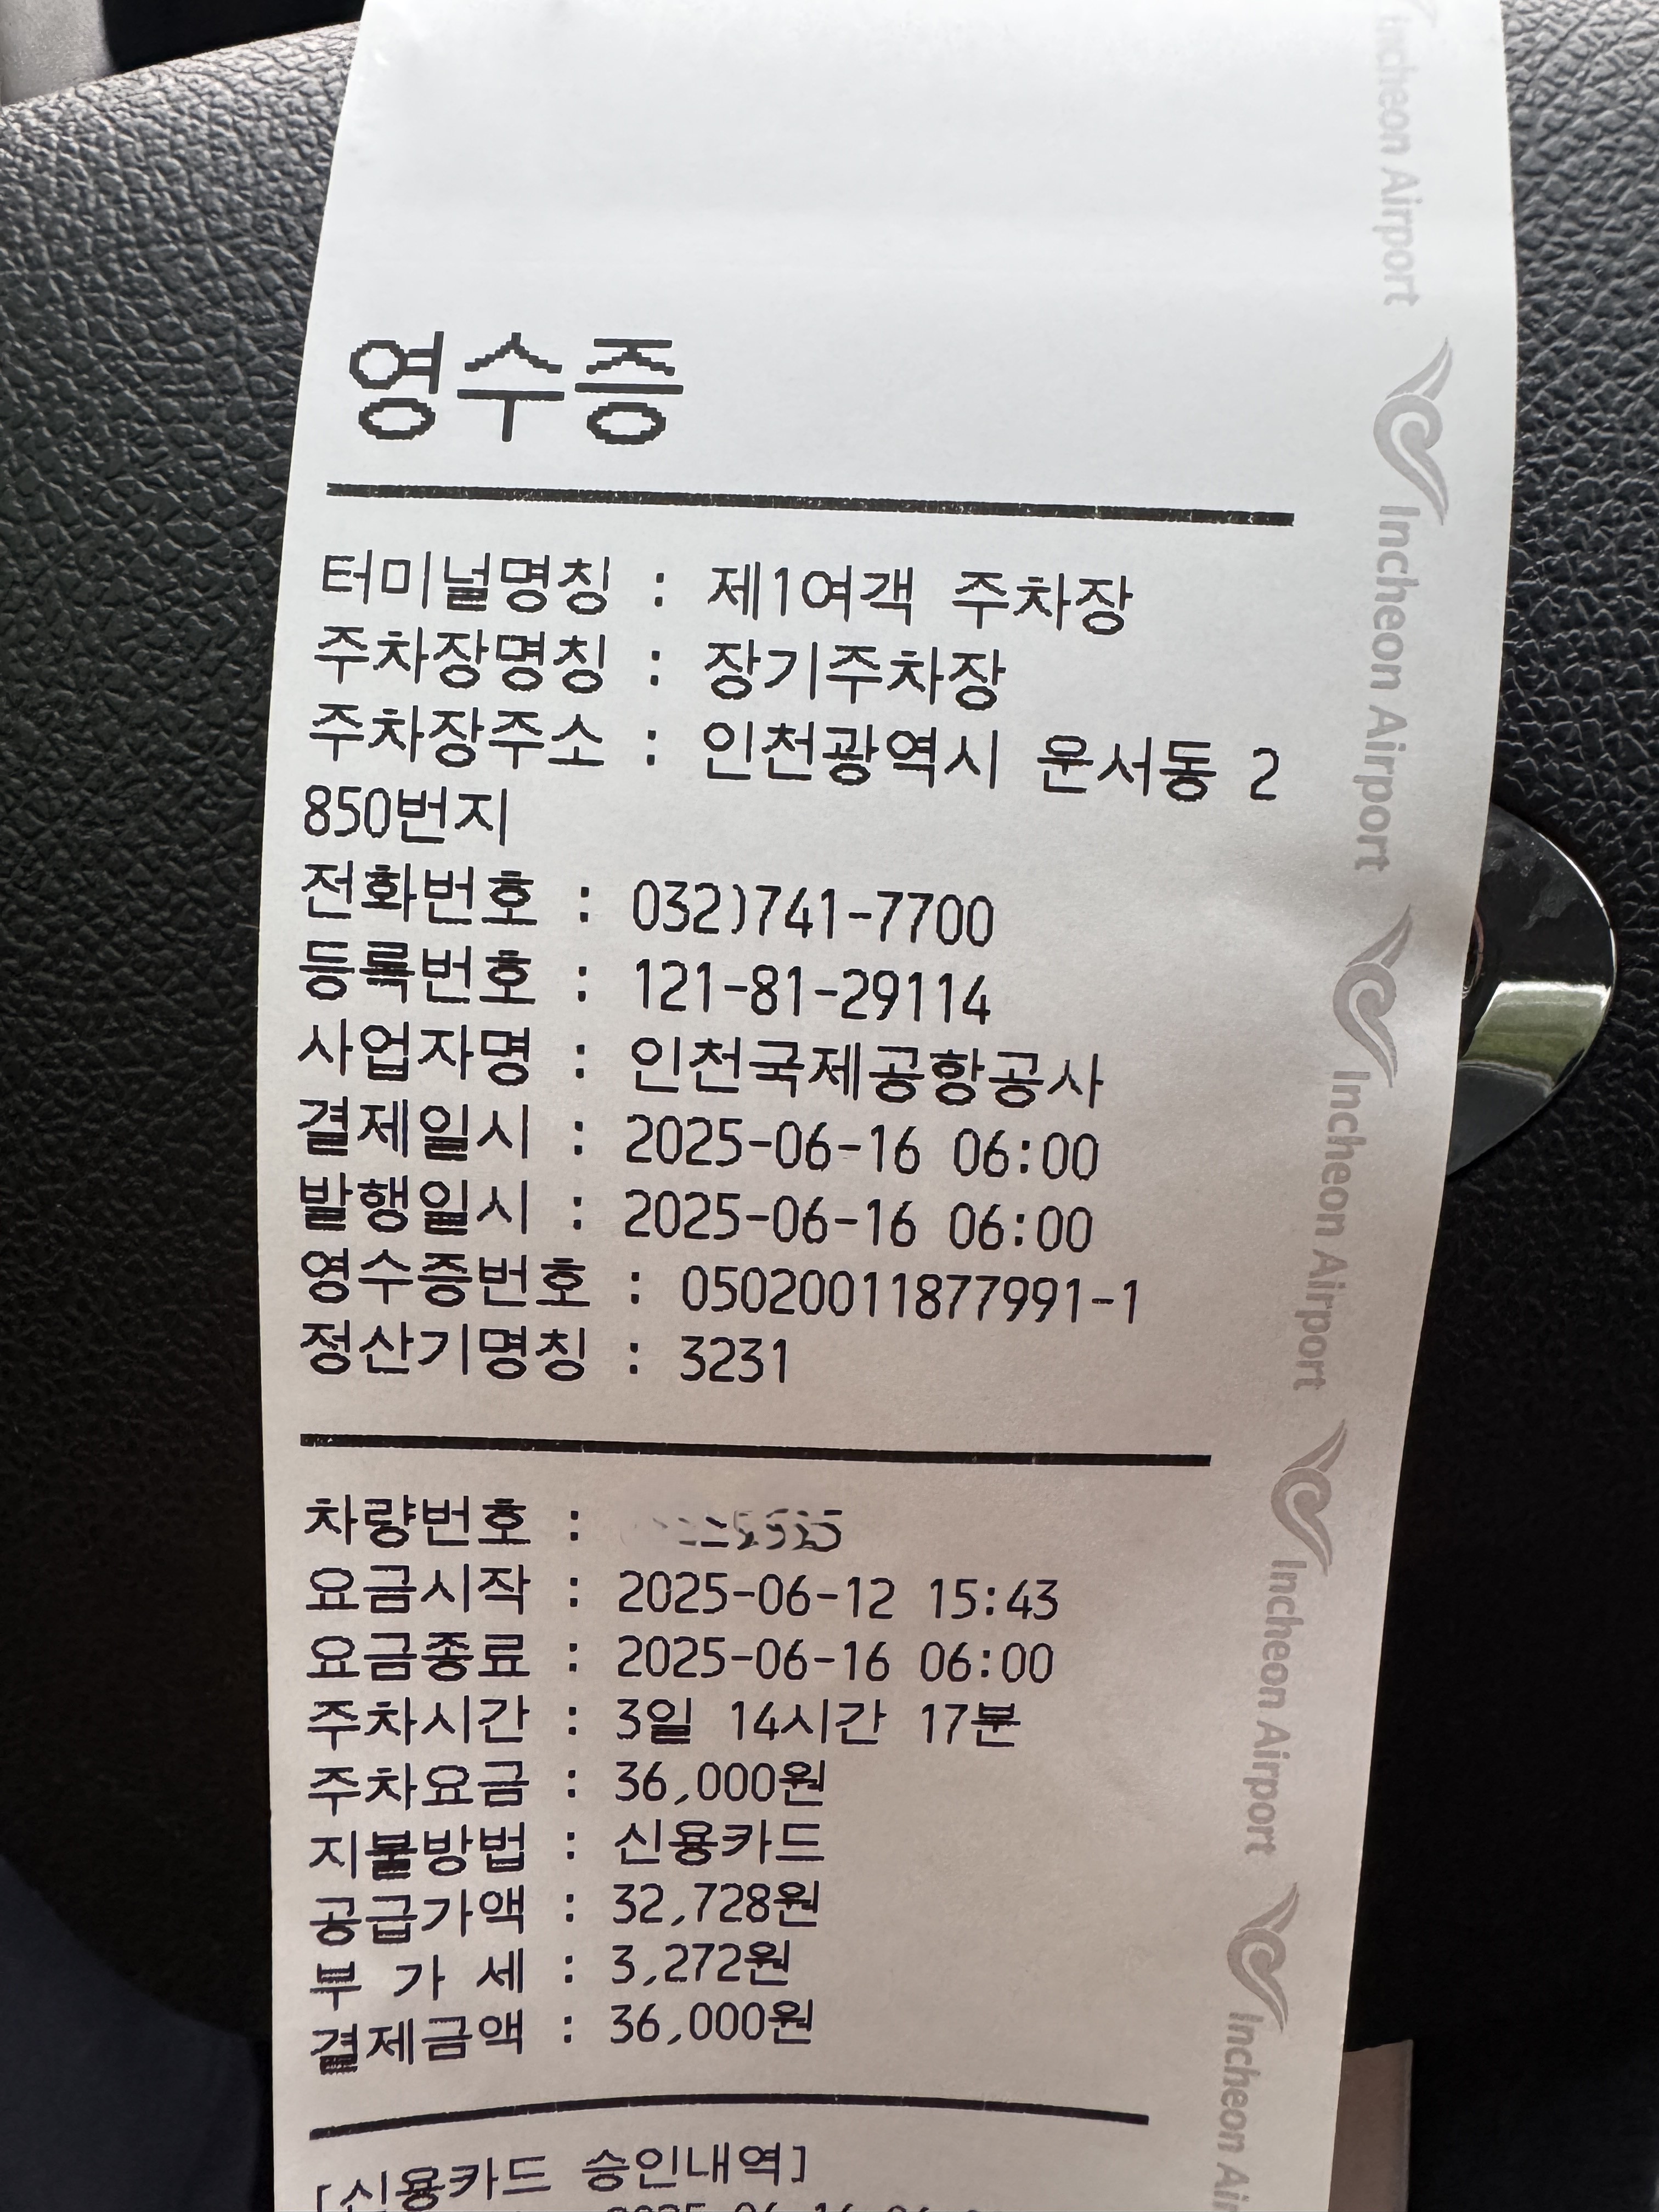 영수증
터미널명칭 : 제1여객 주차장
주차장명칭 : 장기주차장
주차장주소 : 인천광역시 운서동 2
850번지
전화번호 : 032)741-7700
등록번호 : 121-81-29114
사업자명 : 인천국제공항공사
결제일시 : 2025-06-16 06:00
발행일시 : 2025-06-16 06:00
영수증번호 : 05020011877991-1
정산기명칭 : 3231
차량번호 :
요금시작 : 2025-06-12 15:43
요금종료 : 2025-06-16 06:00
주차시간 : 3일 14시간 17분
주차요금 : 36,000원
지불방법 : 신용카드
공급가액 : 32,728원
부 가 세 : 3,272원
결제금액 : 36,000원
[신용카드 승인내역]
Incheon Airport
Incheon Airport
Incheon Airport
Incheon Airport
Incheon